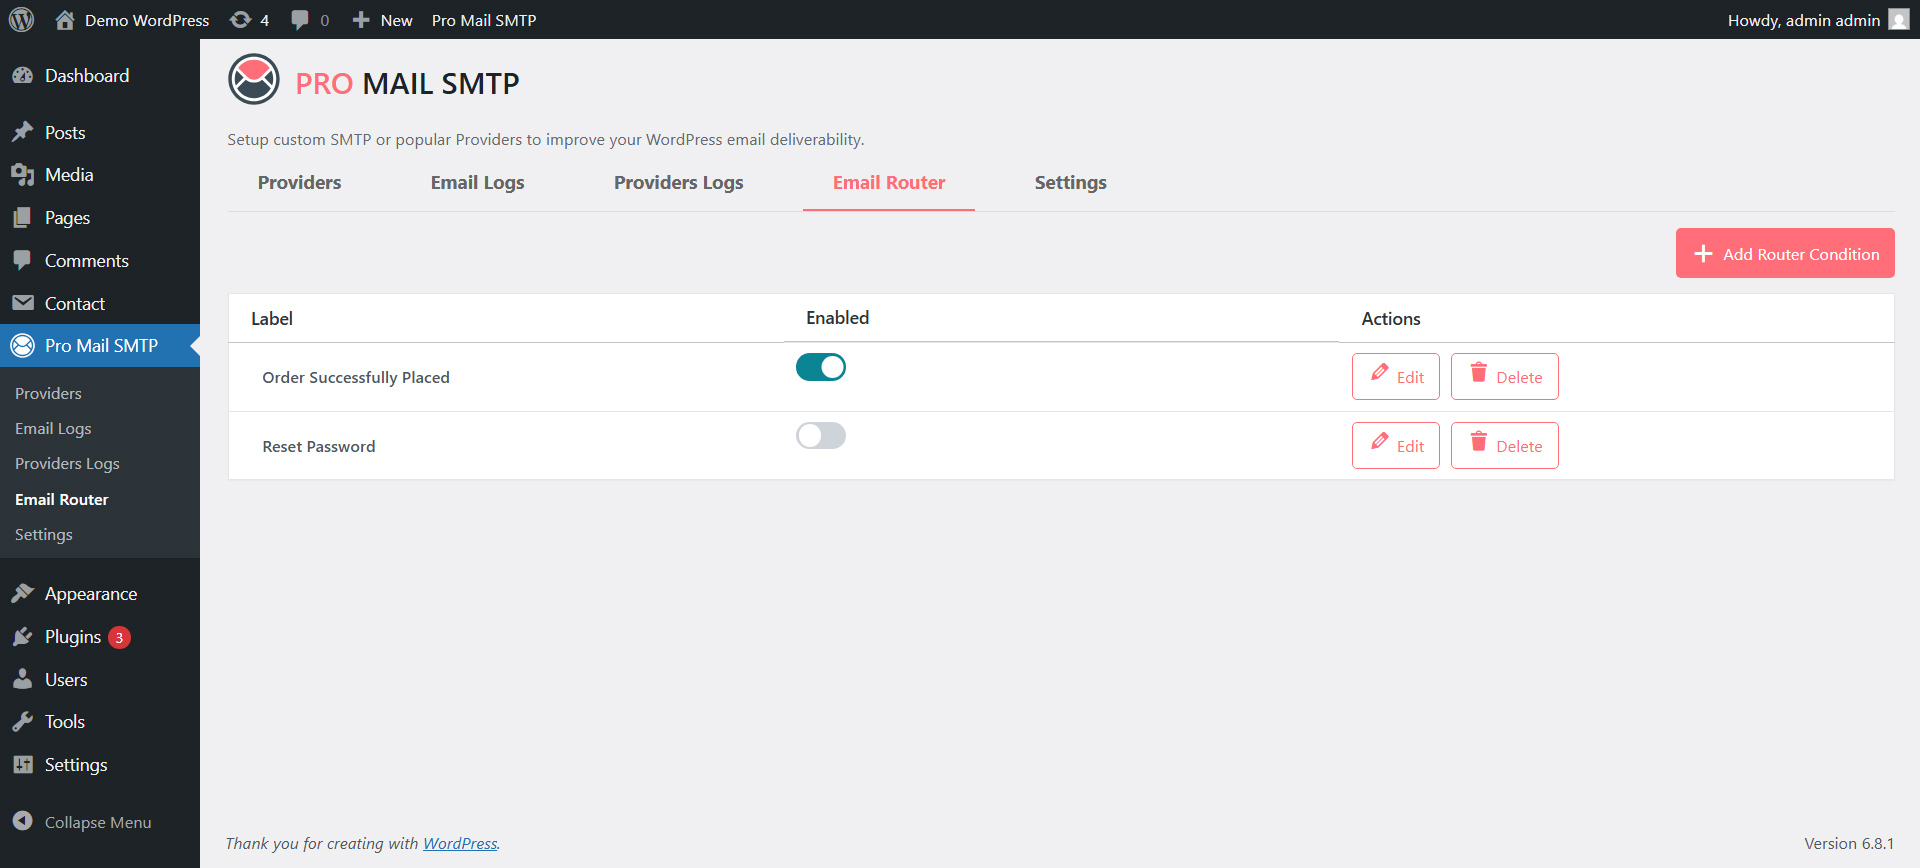 Demo WordPress 4 0 New Pro Mail SMTP Howdy, admin admin
Dashboard
Posts
Media
Pages
Comments
Contact
Pro Mail SMTP
Providers
Email Logs
Providers Logs
Email Router
Settings
Appearance
Plugins 3
Users
Tools
Settings
Collapse Menu
PRO MAIL SMTP
Setup custom SMTP or popular Providers to improve your WordPress email deliverability.
Providers Email Logs Providers Logs Email Router Settings
Add Router Condition
Label Enabled Actions
Order Successfully Placed Edit Delete
Reset Password Edit Delete
Thank you for creating with WordPress. Version 6.8.1